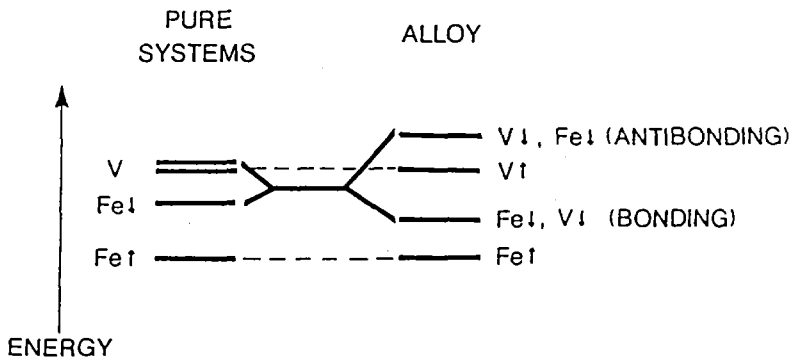 PURE
SYSTEMS
ALLOY
V
Fe↓
Fe↑
V↓, Fe↓ (ANTIBONDING)
V↑
Fe↓, V↓ (BONDING)
Fe↑
ENERGY